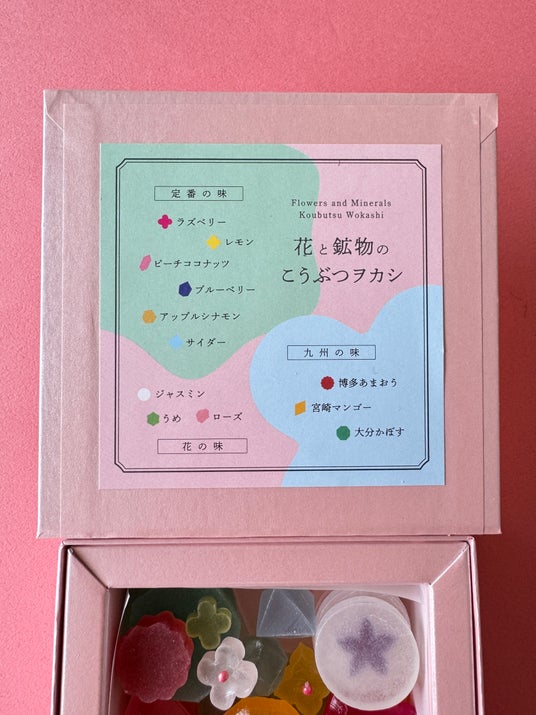 Flowers and Minerals
Koubutsu Wokashi
花と鉱物の
こうぶつヲカシ
定番の味
ラズベリー
レモン
ピーチココナッツ
ブルーベリー
アップルシナモン
サイダー
ジャスミン
うめ
ローズ
花の味
九州の味
博多あまおう
宮崎マンゴー
大分かぼす